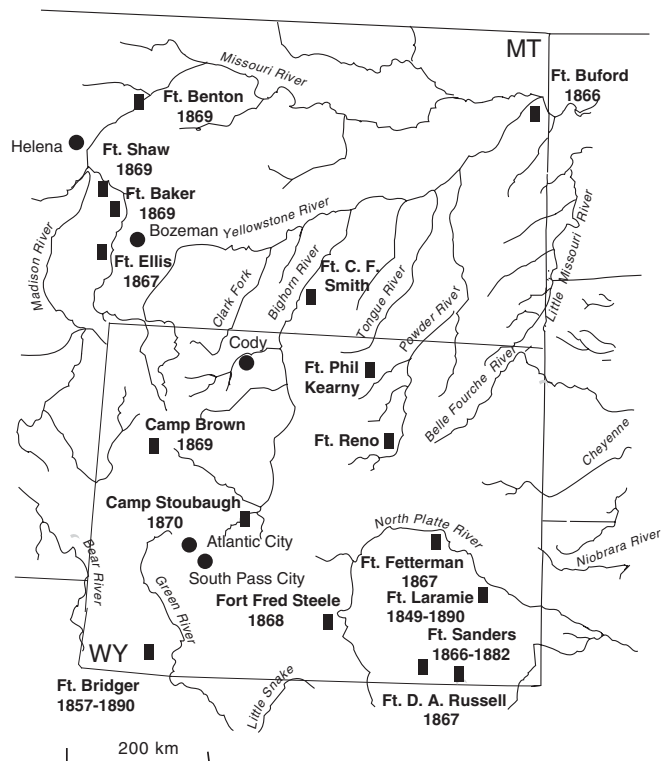 MT
Missouri River
Ft. Buford
1866
Ft. Benton
1869
Helena
Ft. Shaw
1869
Ft. Baker
1869
Bozeman
Yellowstone River
Ft. Ellis
1867
Madison River
Clark Fork
Bighorn River
Ft. C. F.
Smith
Tongue River
Powder River
Little Missouri River
Cody
Ft. Phil
Kearny
Belle Fourche River
Camp Brown
1869
Ft. Reno
Cheyenne
Camp Stoubaugh
1870
North Platte River
Atlantic City
South Pass City
Bear River
Green River
Niobrara River
Ft. Fetterman
1867
Fort Fred Steele
1868
Ft. Laramie
1849-1890
Ft. Sanders
1866-1882
WY
Ft. Bridger
1857-1890
Little Snake
Ft. D. A. Russell
1867
200 km